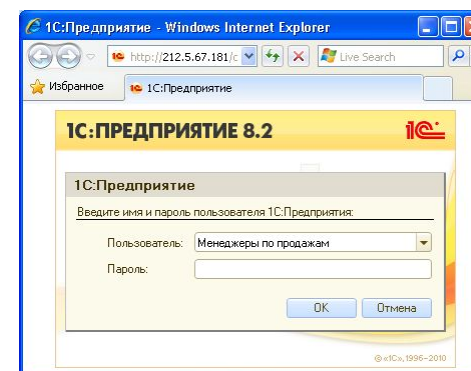 1С:Предприятие - Windows Internet Explorer
http://212.5.67.181/c
Live Search
Избранное
1С:Предприятие
1С:ПРЕДПРИЯТИЕ 8.2
1С:Предприятие
Введите имя и пароль пользователя 1С:Предприятия:
Пользователь: Менеджеры по продажам
Пароль:
OK Отмена
© «1С», 1996-2010